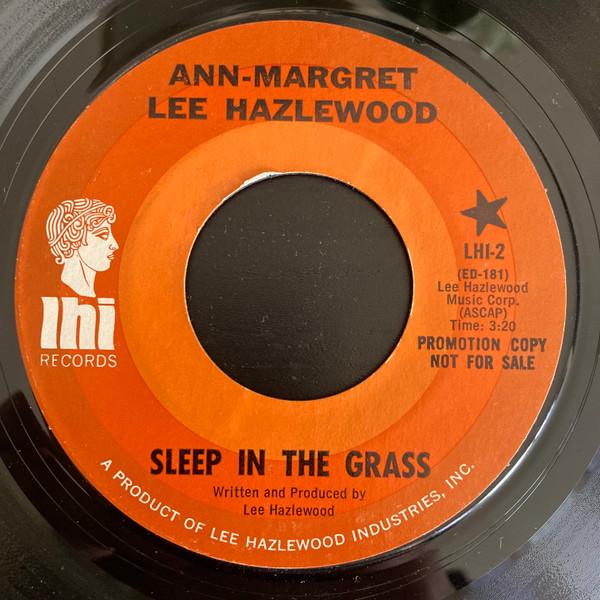 ANN-MARGRET
LEE HAZLEWOOD
lhi
RECORDS
LHI-2
(ED-181)
Lee Hazlewood
Music Corp.
(ASCAP)
Time: 3:20
PROMOTION COPY
NOT FOR SALE
SLEEP IN THE GRASS
Written and Produced by
Lee Hazlewood
A PRODUCT OF LEE HAZLEWOOD INDUSTRIES, INC.